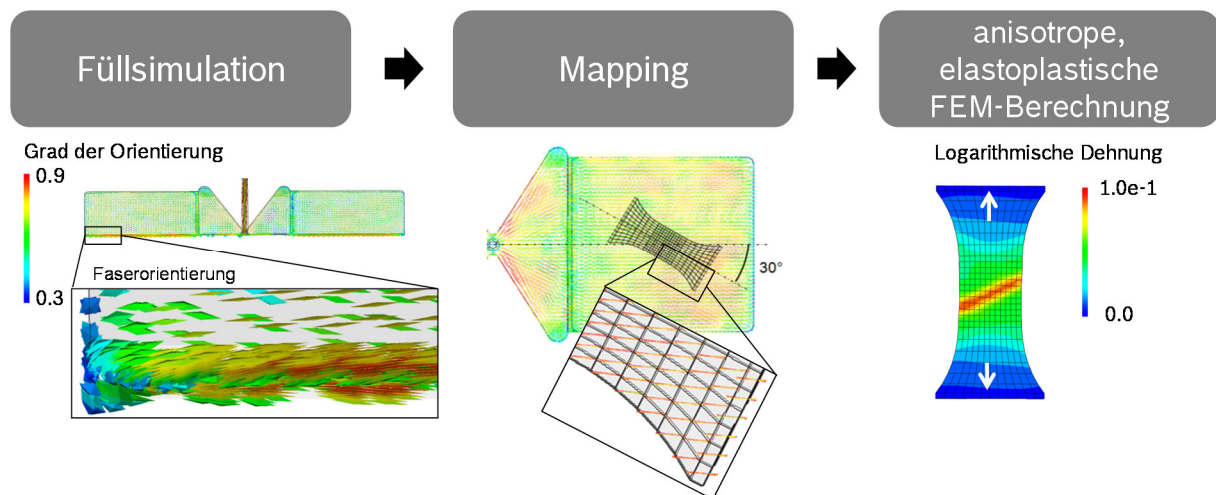 Füllsimulation
Mapping
anisotrope,
elastoplastische
FEM-Berechnung
Grad der Orientierung
0.9
0.3
Faserorientierung
30°
Logarithmische Dehnung
1.0e-1
0.0